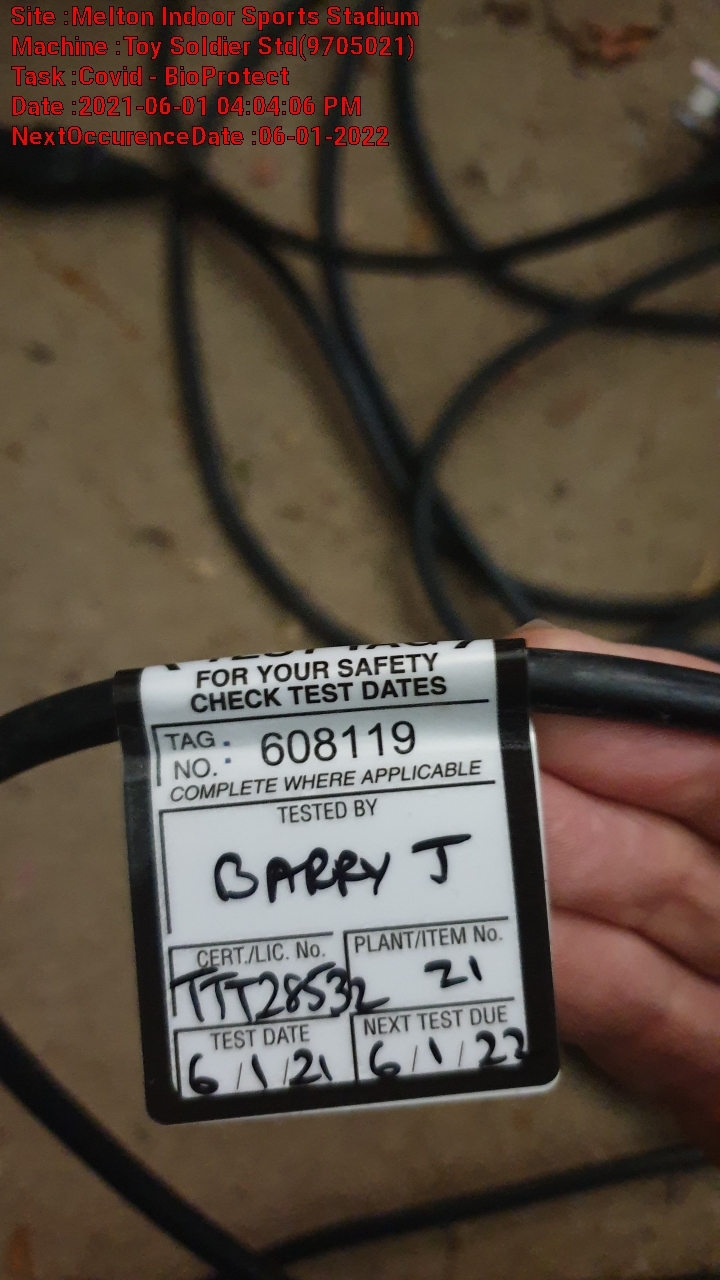 Site :Melton Indoor Sports Stadium
Machine :Toy Soldier Std(9705021)
Task :Covid - BioProtect
Date :2021-06-01 04:04:06 PM
NextOccurenceDate :06-01-2022
FOR YOUR SAFETY
CHECK TEST DATES
TAG NO. : 608119
COMPLETE WHERE APPLICABLE
TESTED BY
BARRY J
CERT./LIC. No.
TTT28532
PLANT/ITEM No.
21
TEST DATE
6/1/21
NEXT TEST DUE
6/1/22